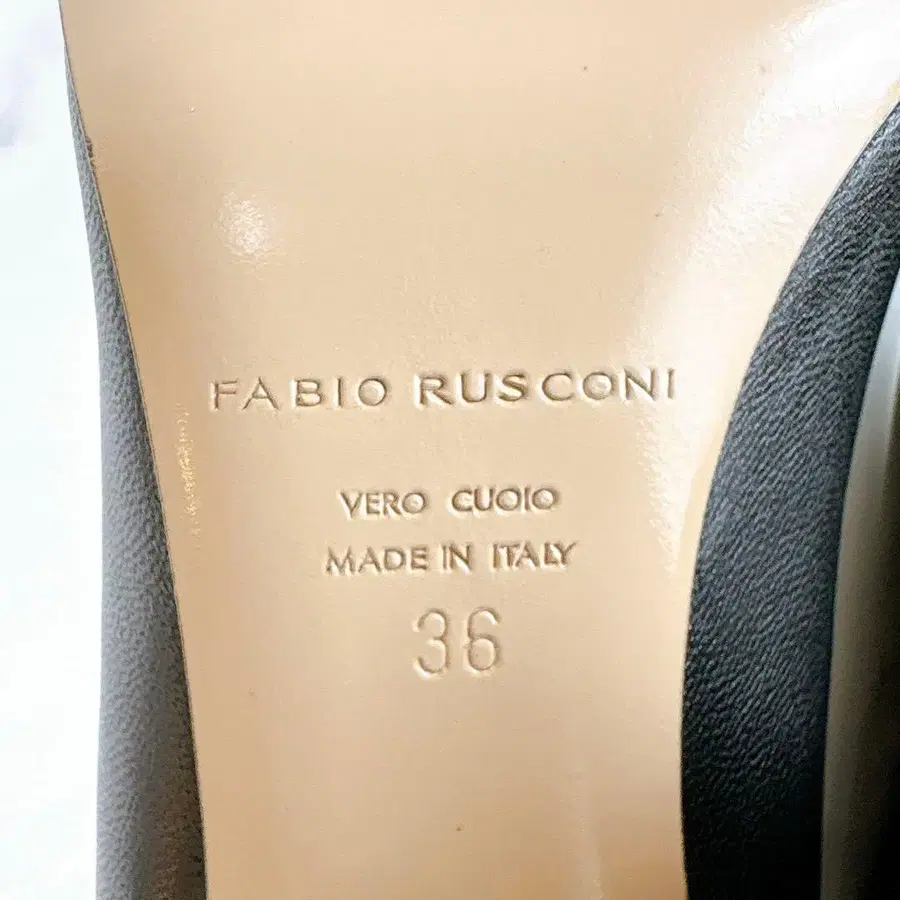 FABIO RUSCONI
VERO CUOIO
MADE IN ITALY
36